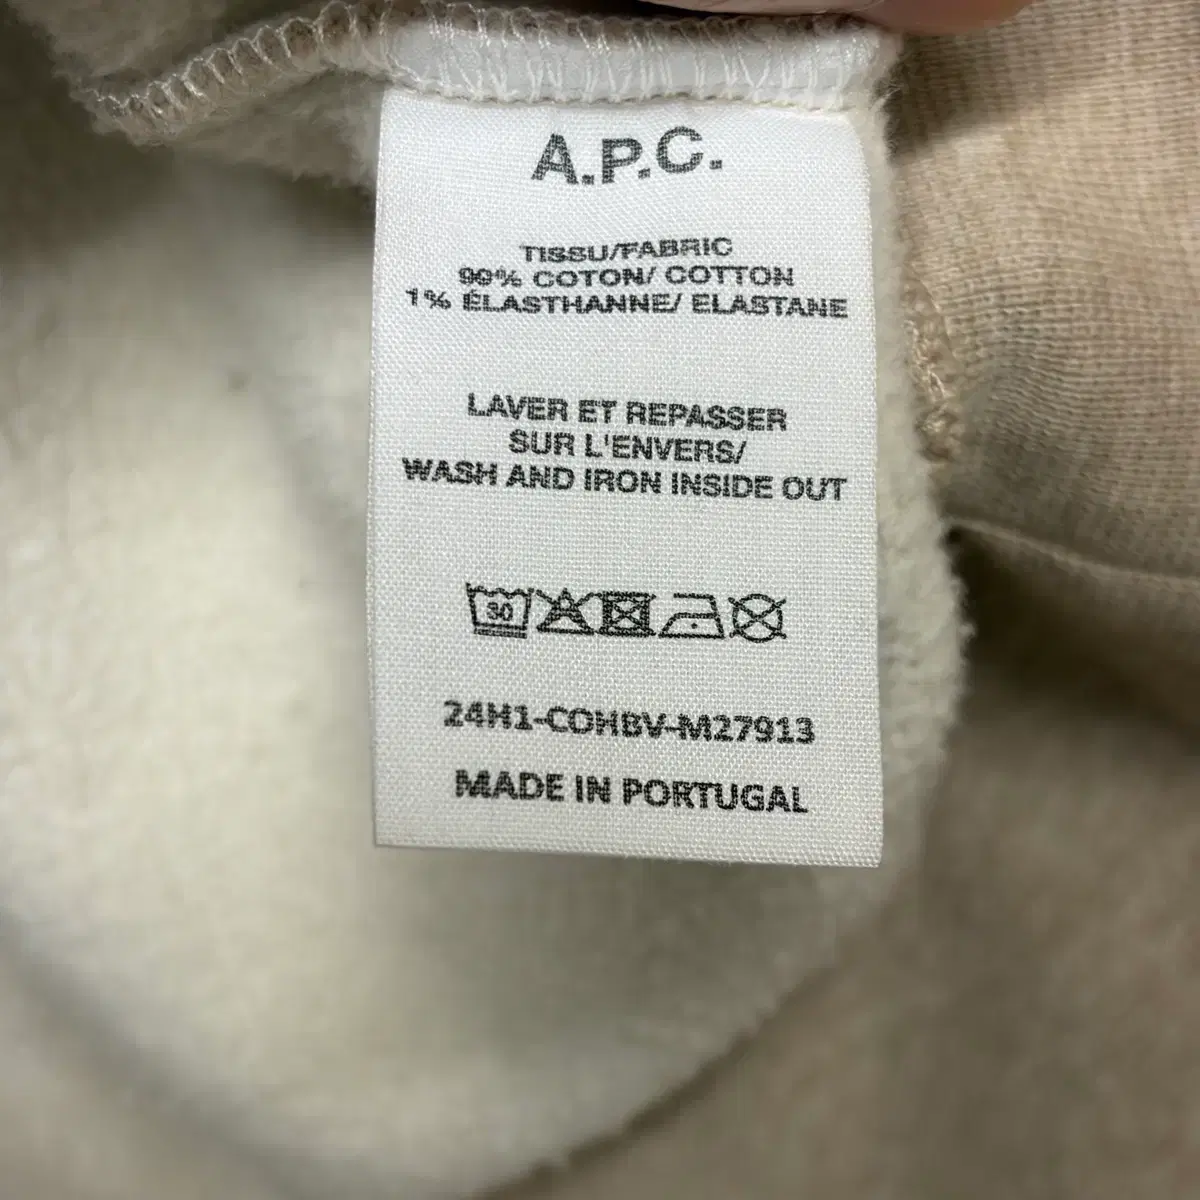 A.P.C.
TISSU/FABRIC
99% COTON/ COTTON
1% ÉLASTHANNE/ ELASTANE
LAVER ET REPASSER
SUR L'ENVERS/
WASH AND IRON INSIDE OUT
30
24H1-COHBV-M27913
MADE IN PORTUGAL